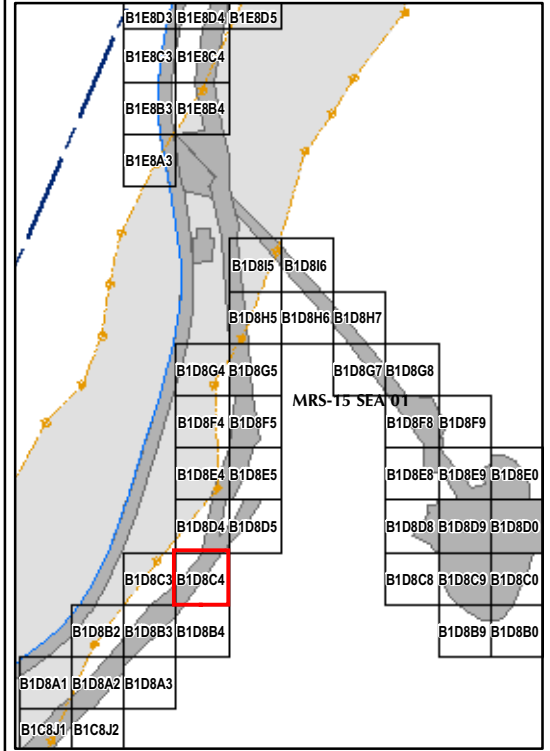 B1E8D3 B1E8D4 B1E8D5
B1E8C3 B1E8C4
B1E8B3 B1E8B4
B1E8A3
B1D8I5 B1D8I6
B1D8H5 B1D8H6 B1D8H7
B1D8G4 B1D8G5 B1D8G7 B1D8G8
MRS-15 SEA 01
B1D8F4 B1D8F5 B1D8F8 B1D8F9
B1D8E4 B1D8E5 B1D8E8 B1D8E9 B1D8E0
B1D8D4 B1D8D5 B1D8D8 B1D8D9 B1D8D0
B1D8C3 B1D8C4 B1D8C8 B1D8C9 B1D8C0
B1D8B2 B1D8B3 B1D8B4 B1D8B9 B1D8B0
B1D8A1 B1D8A2 B1D8A3
B1C8J1 B1C8J2